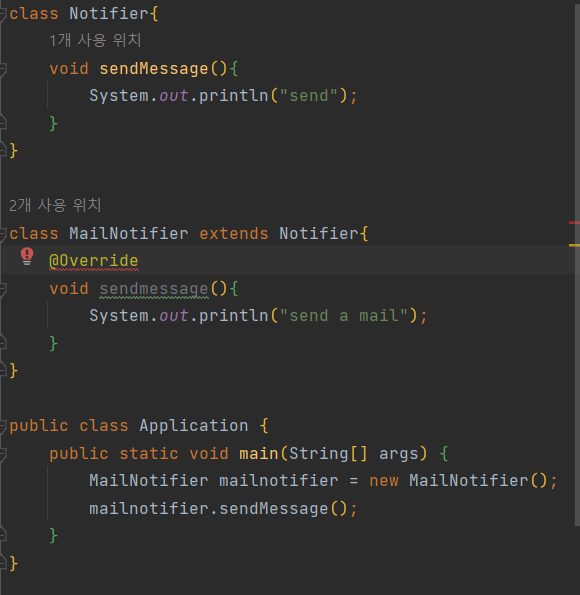 class Notifier{
1개 사용 위치
void sendMessage(){
System.out.println("send");
}
}
2개 사용 위치
class MailNotifier extends Notifier{
@Override
void sendmessage(){
System.out.println("send a mail");
}
}
public class Application {
public static void main(String[] args) {
MailNotifier mailnotifier = new MailNotifier();
mailnotifier.sendMessage();
}
}